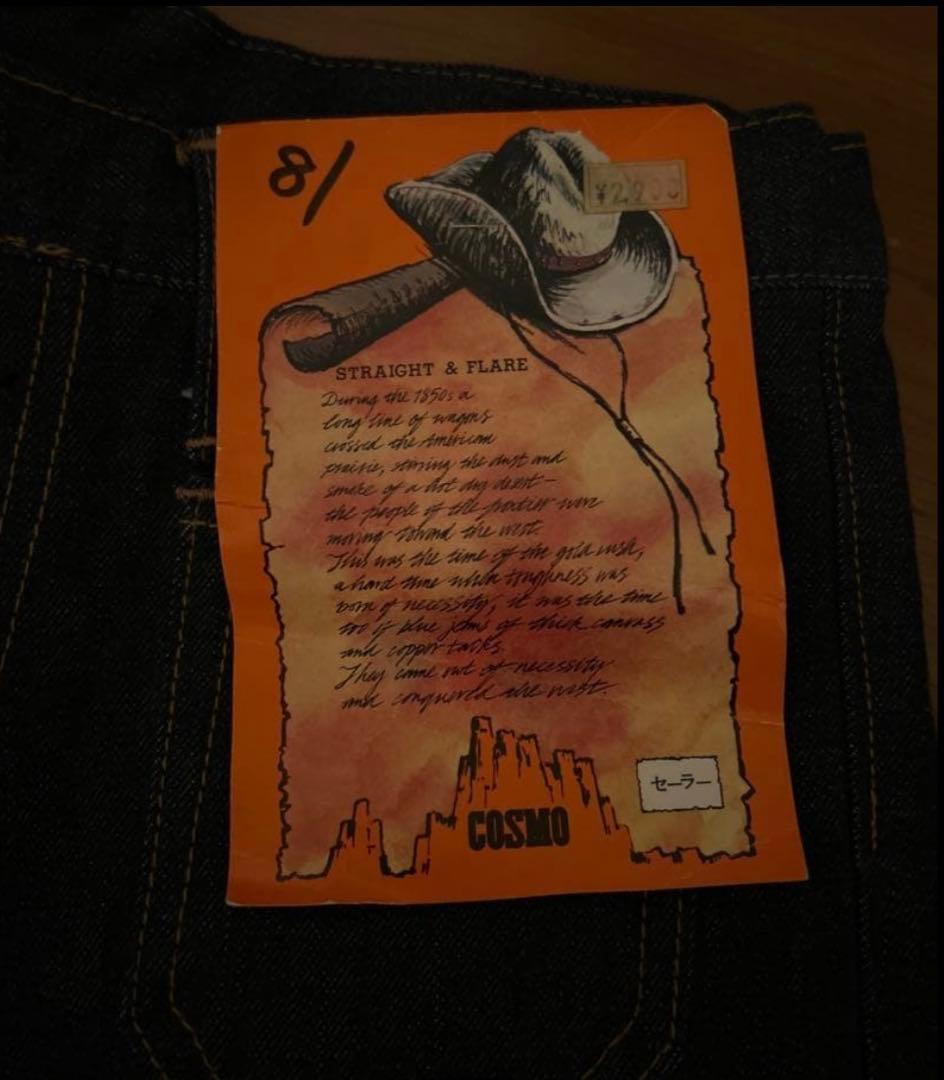 8/
¥2,900
STRAIGHT & FLARE
During the 1850s a
long line of wagons
crossed the American
prairie, stirring the dust and
smoke of a hot dry desert—
the people of the frontier were
moving toward the west.
This was the time of the gold rush,
a hard time when toughness was
born of necessity, it was the time
too of blue jeans of thick canvass
and copper tacks.
They came out of necessity
and conquered the west.
セーラー
COSMO